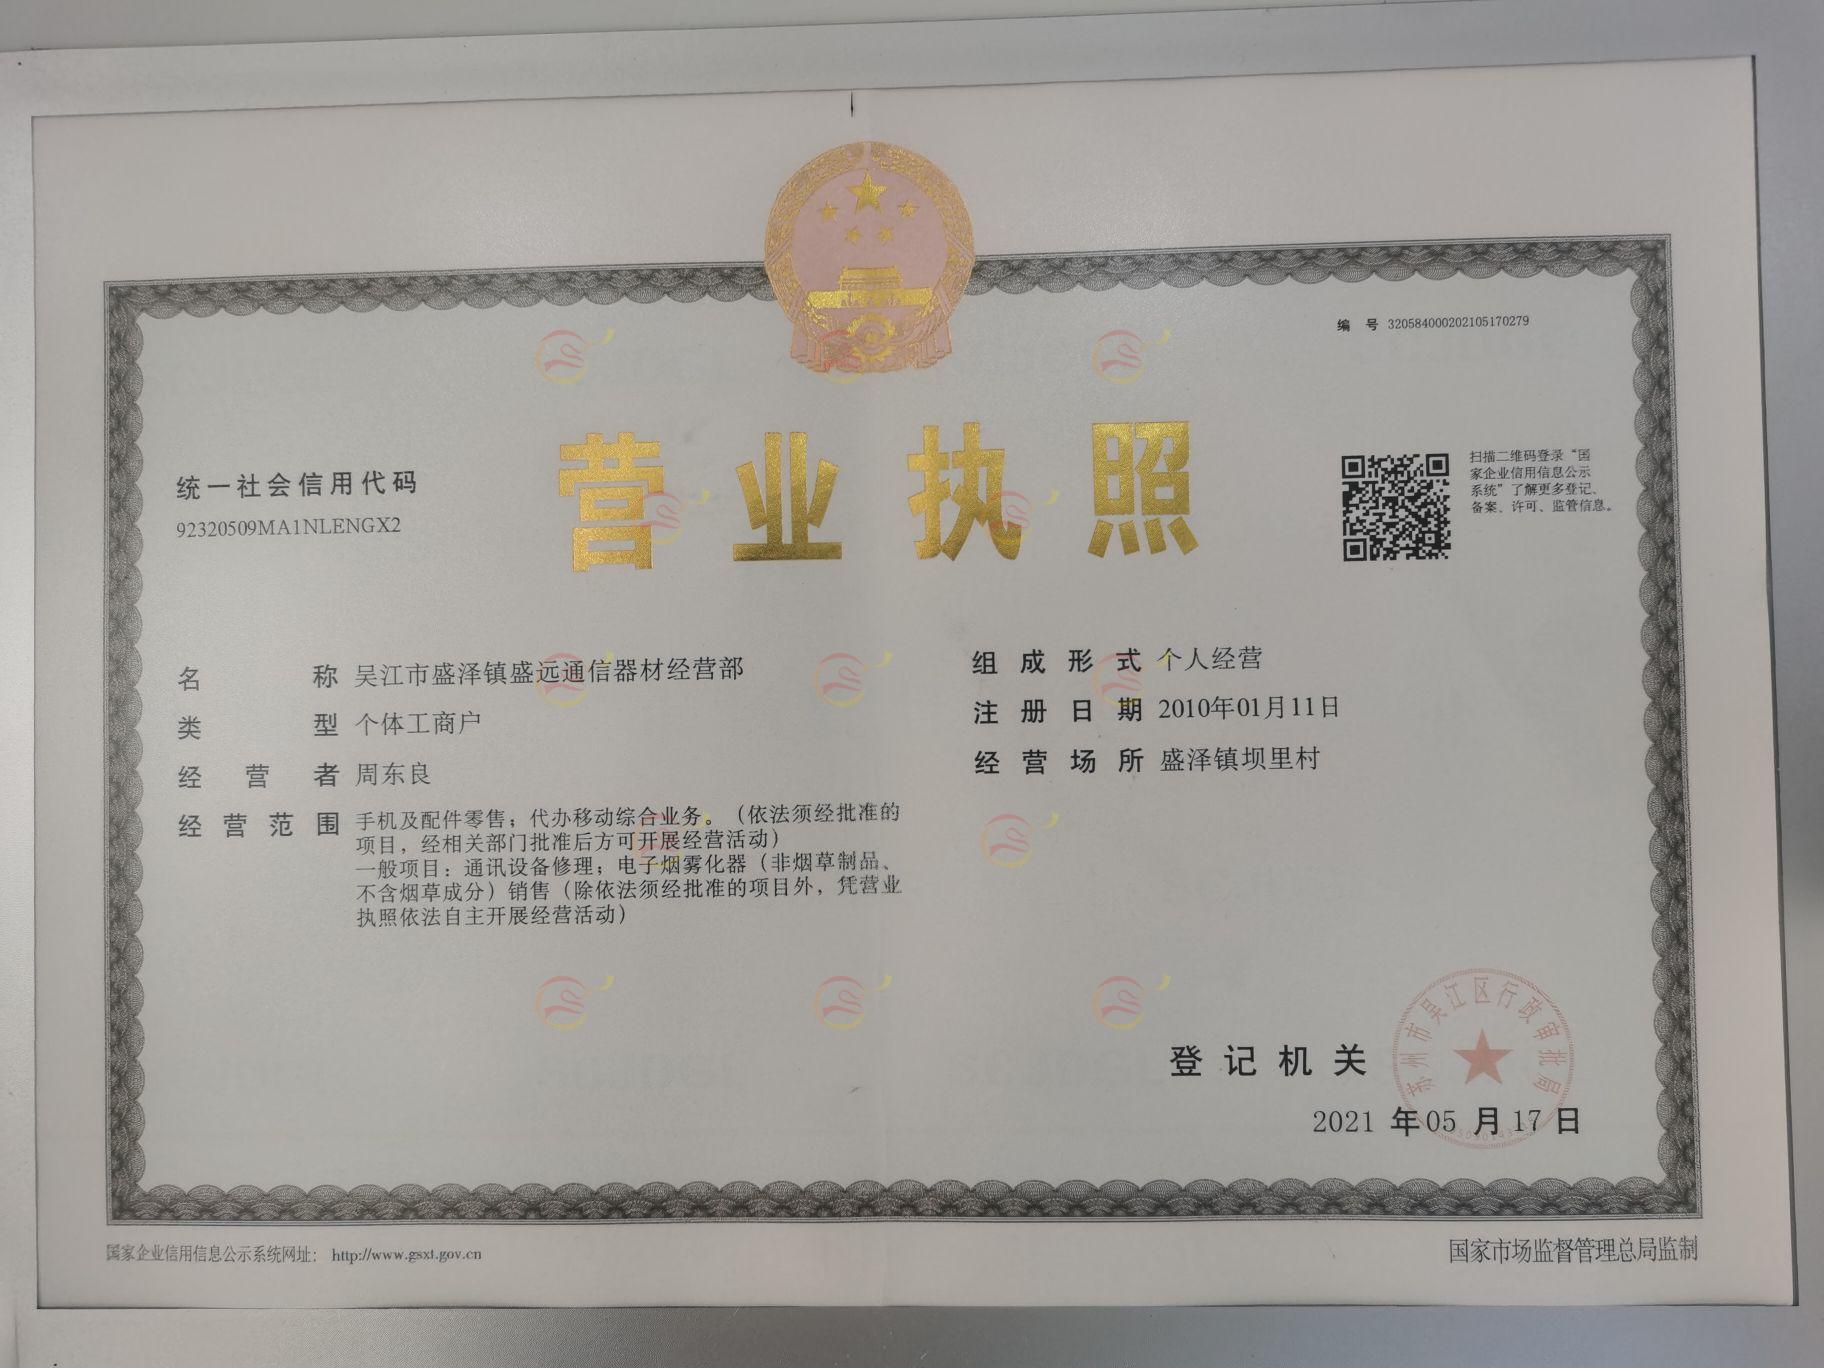 编 号 320584000202105170279
营业执照
统一社会信用代码
92320509MA1NLENGX2
扫描二维码登录“国
家企业信用信息公示
系统”了解更多登记、
备案、许可、监管信息。
名 称 吴江市盛泽镇盛远通信器材经营部
类 型 个体工商户
经 营 者 周东良
经 营 范 围 手机及配件零售；代办移动综合业务。（依法须经批准的
项目，经相关部门批准后方可开展经营活动）
一般项目：通讯设备修理；电子烟雾化器（非烟草制品、
不含烟草成分）销售（除依法须经批准的项目外，凭营业
执照依法自主开展经营活动）
组 成 形 式 个人经营
注 册 日 期 2010年01月11日
经 营 场 所 盛泽镇坝里村
苏州市吴江区行政审批局
登 记 机 关
2021 年 05 月 17 日
国家企业信用信息公示系统网址： http://www.gsxt.gov.cn
国家市场监督管理总局监制